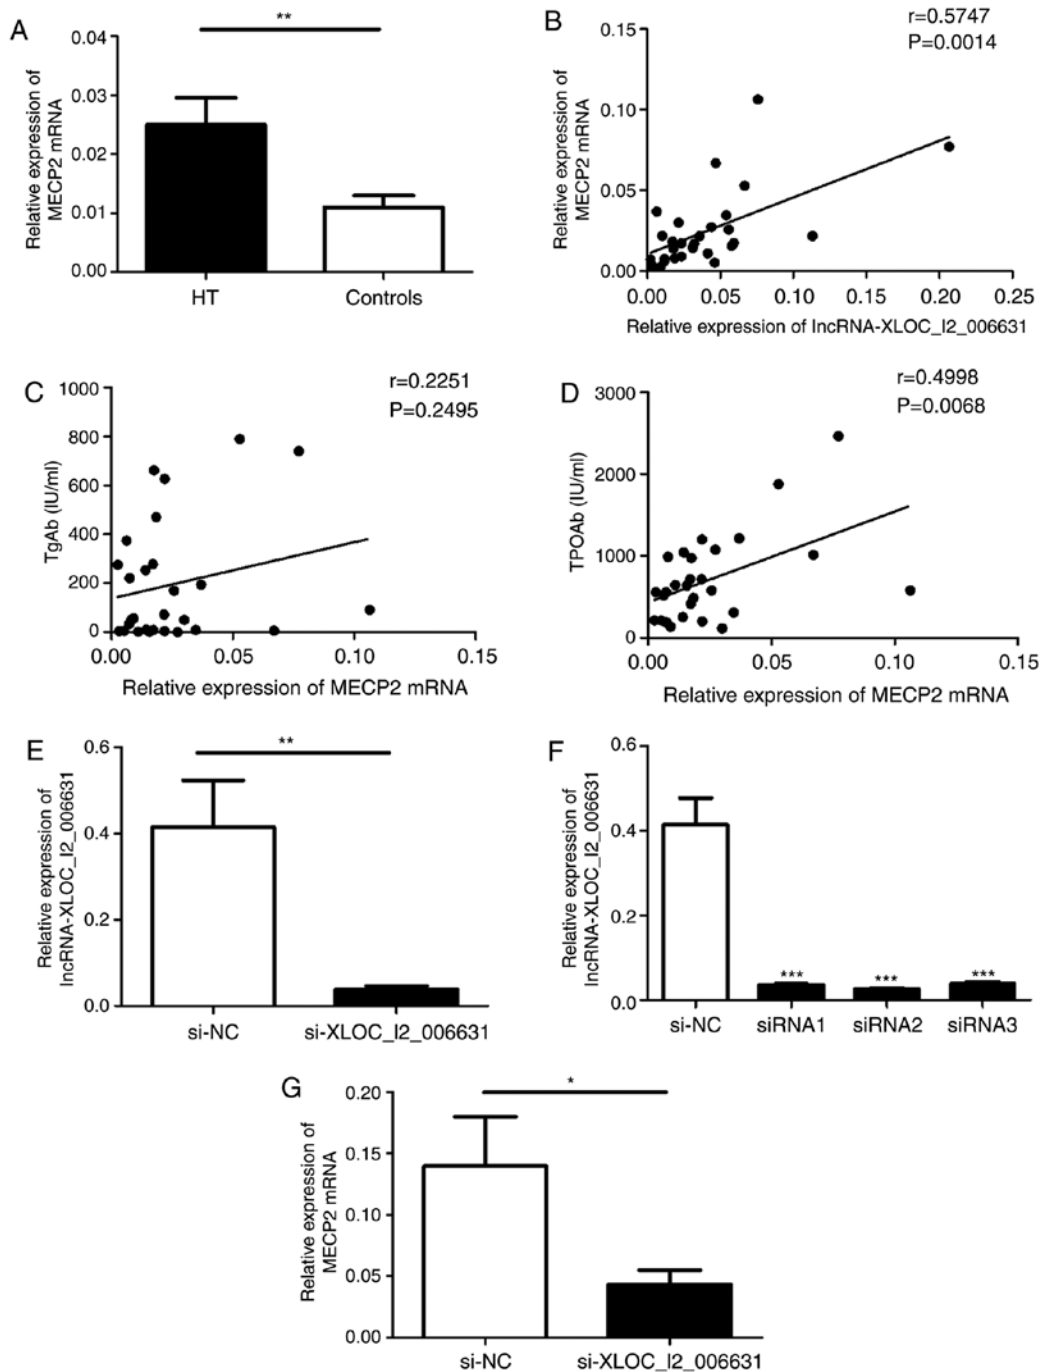 A
**
Relative expression of
MECP2 mRNA
0.04
0.03
0.02
0.01
0.00
HT Controls
B
r=0.5747
P=0.0014
Relative expression of
MECP2 mRNA
0.15
0.10
0.05
0.00
0.00 0.05 0.10 0.15 0.20 0.25
Relative expression of lncRNA-XLOC_l2_006631
C
r=0.2251
P=0.2495
TgAb (IU/ml)
1000
800
600
400
200
0
0.00 0.05 0.10 0.15
Relative expression of MECP2 mRNA
D
r=0.4998
P=0.0068
TPOAb (IU/ml)
3000
2000
1000
0
0.00 0.05 0.10 0.15
Relative expression of MECP2 mRNA
E
**
Relative expression of
lncRNA-XLOC_l2_006631
0.6
0.4
0.2
0.0
si-NC si-XLOC_l2_006631
F
Relative expression of
lncRNA-XLOC_l2_006631
0.6
0.4
0.2
0.0
*** *** ***
si-NC siRNA1 siRNA2 siRNA3
G
*
Relative expression of
MECP2 mRNA
0.20
0.15
0.10
0.05
0.00
si-NC si-XLOC_l2_006631